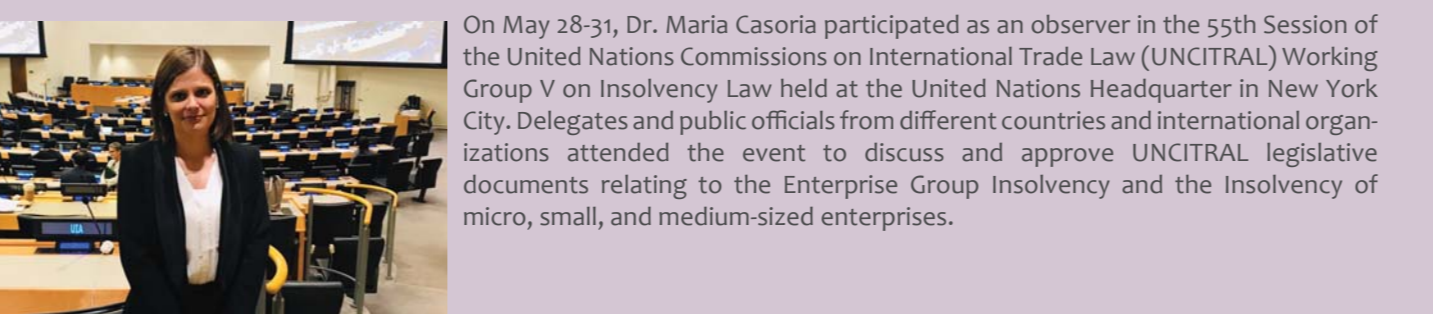 On May 28-31, Dr. Maria Casoria participated as an observer in the 55th Session of
the United Nations Commissions on International Trade Law (UNCITRAL) Working
Group V on Insolvency Law held at the United Nations Headquarter in New York
City. Delegates and public officials from different countries and international organ-
izations attended the event to discuss and approve UNCITRAL legislative
documents relating to the Enterprise Group Insolvency and the Insolvency of
micro, small, and medium-sized enterprises.
UIA